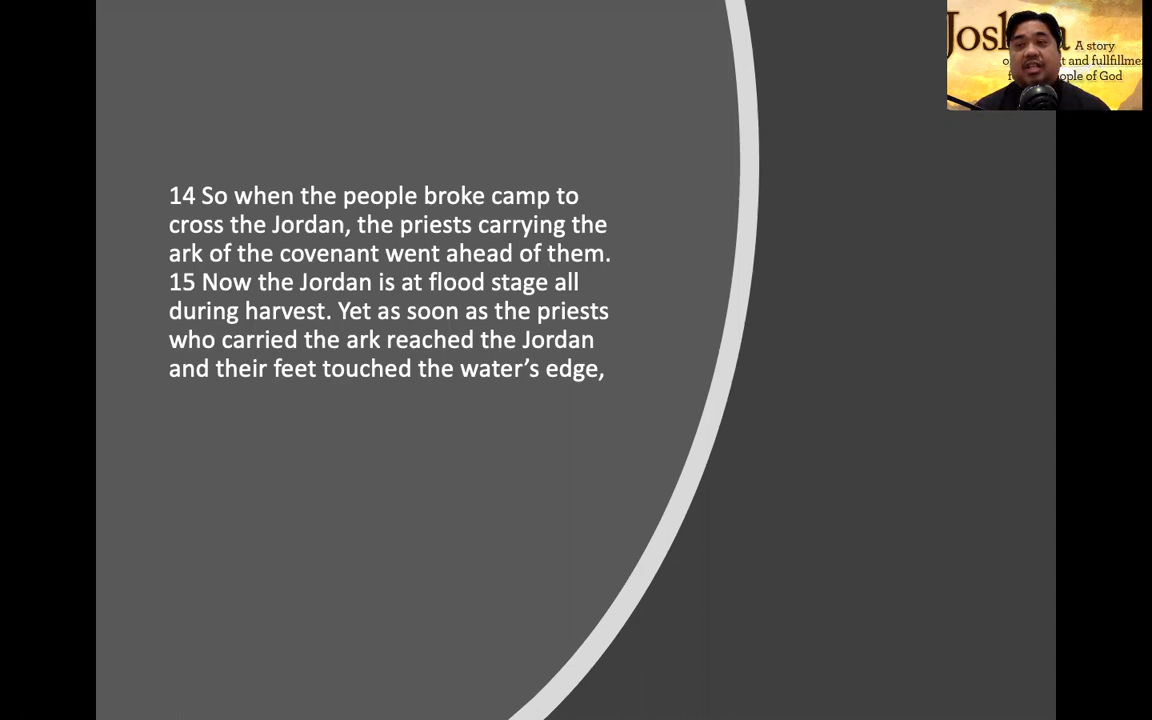 14 So when the people broke camp to
cross the Jordan, the priests carrying the
ark of the covenant went ahead of them.
15 Now the Jordan is at flood stage all
during harvest. Yet as soon as the priests
who carried the ark reached the Jordan
and their feet touched the water’s edge,
A story
and fullfillme
of God